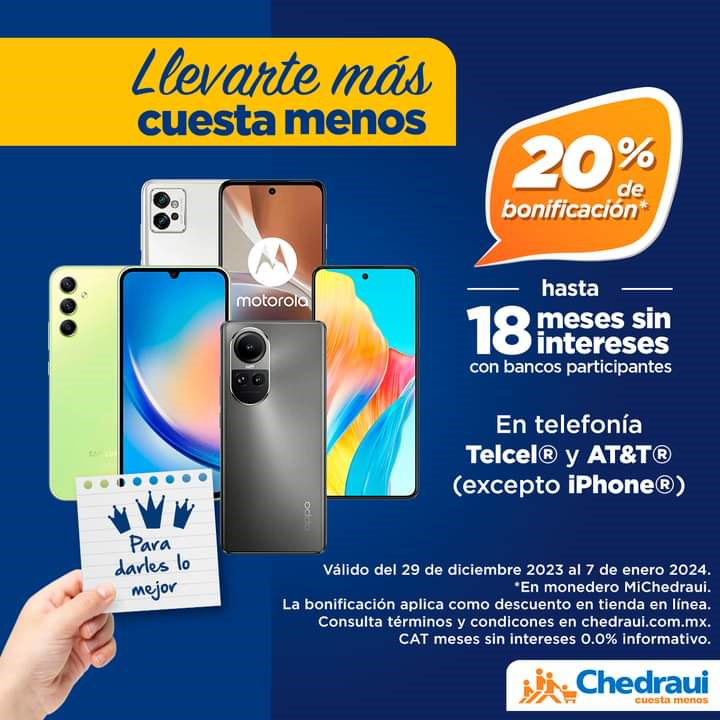 Llevarte más
cuesta menos
20%
de
bonificación*
hasta
18 meses sin
intereses
con bancos participantes
En telefonía
Telcel® y AT&T®
(excepto iPhone®)
motorola
oppo
Para
darles lo
mejor
Válido del 29 de diciembre 2023 al 7 de enero 2024.
*En monedero MiChedraui.
La bonificación aplica como descuento en tienda en línea.
Consulta términos y condicones en chedraui.com.mx.
CAT meses sin intereses 0.0% informativo.
Chedraui
cuesta menos